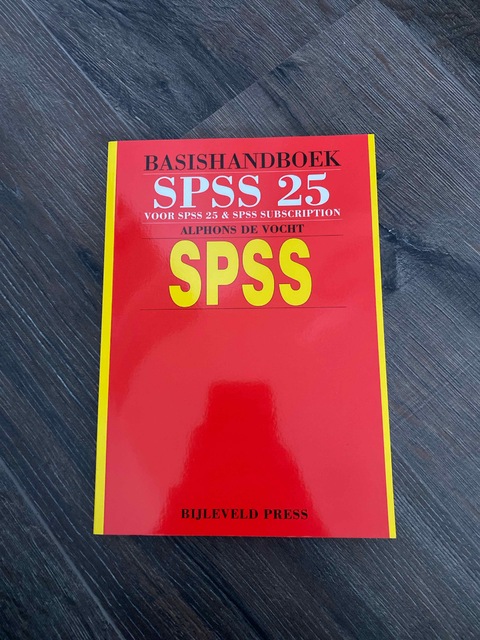 BASISHANDBOEK
SPSS 25
VOOR SPSS 25 & SPSS SUBSCRIPTION
ALPHONS DE VOCHT
SPSS
BIJLEVELD PRESS